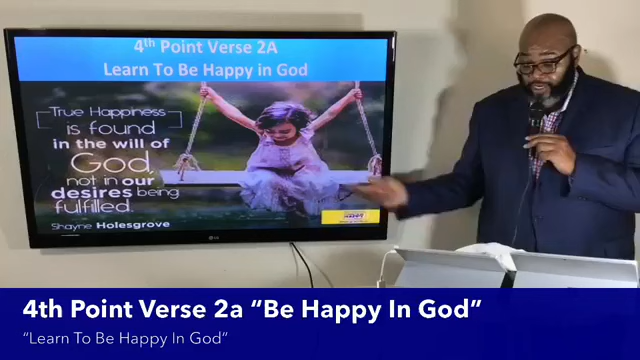 4th Point Verse 2A
Learn To Be Happy in God
True Happiness
is found
in the will of
God,
not in our
desires being
fulfilled.
Shayne Holesgrove
LG
4th Point Verse 2a “Be Happy In God”
“Learn To Be Happy In God”